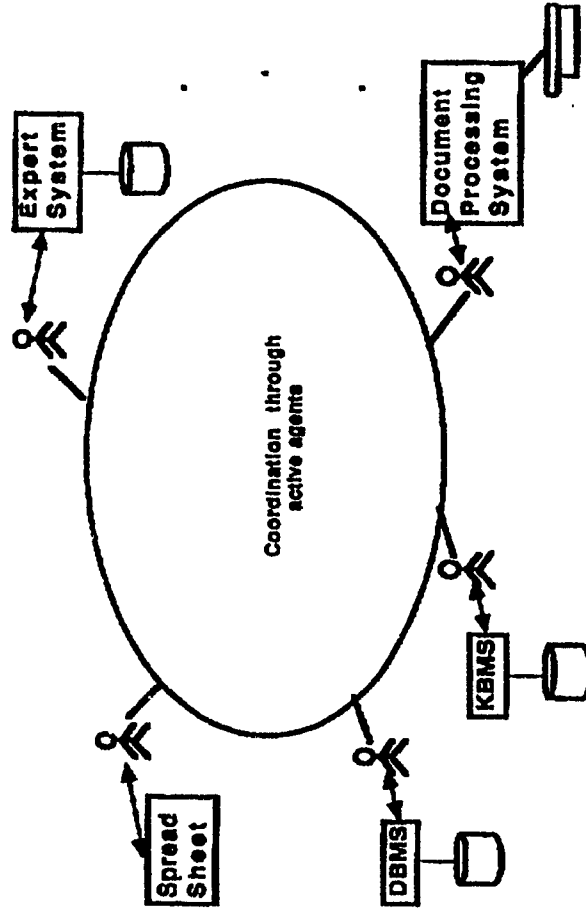 Spread
Sheet
Expert
System
Coordination through
active agents
DBMS
KBMS
Document
Processing
System